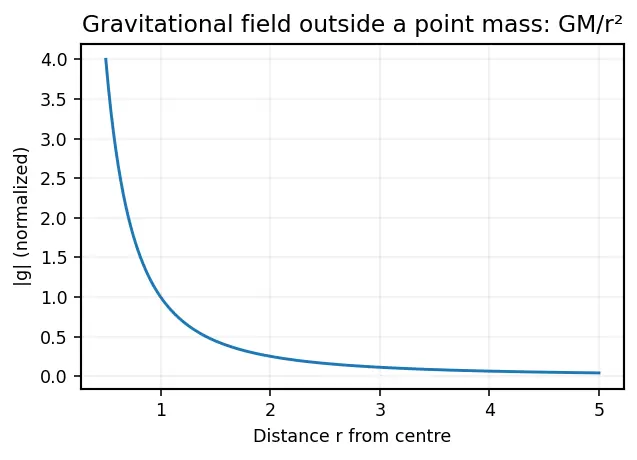 Gravitational field outside a point mass: GM/r²
4.0
3.5
3.0
2.5
2.0
1.5
1.0
0.5
0.0
|g| (normalized)
1 2 3 4 5
Distance r from centre